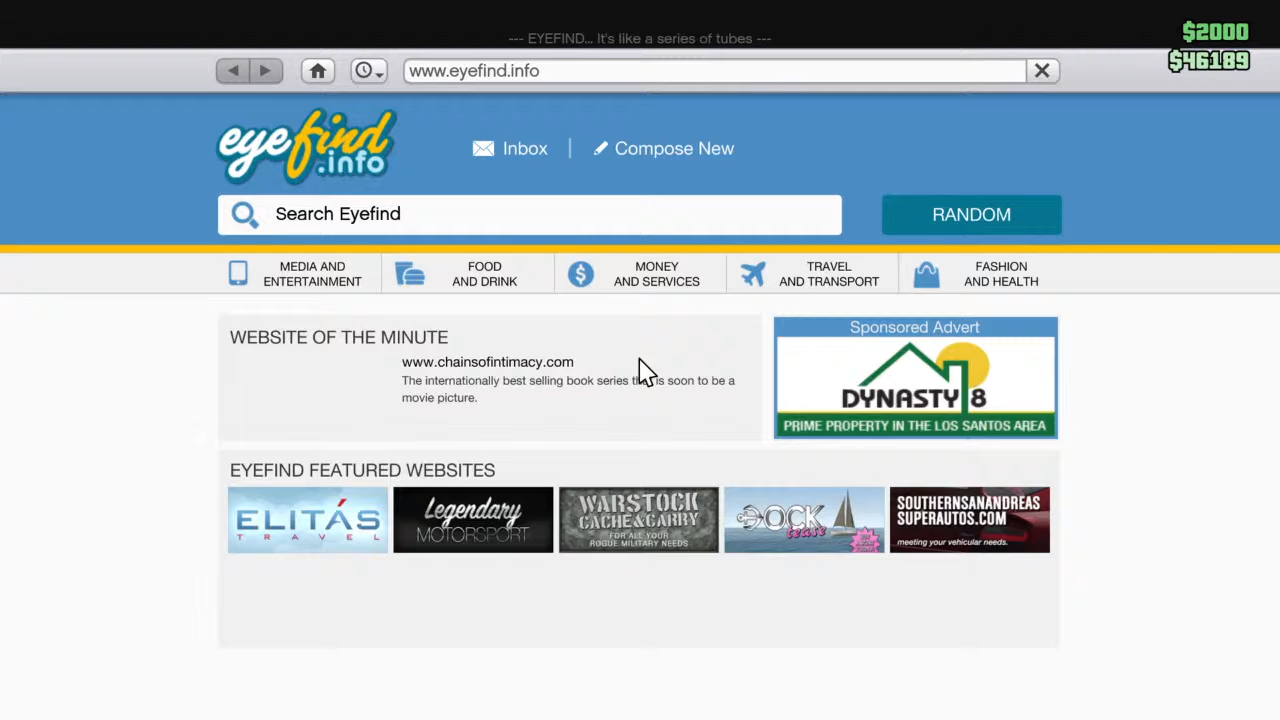 --- EYEFIND... It's like a series of tubes ---
$2000
$46189
www.eyefind.info
eyefind
.info
Inbox
Compose New
Search Eyefind
RANDOM
MEDIA AND
ENTERTAINMENT
FOOD
AND DRINK
MONEY
AND SERVICES
TRAVEL
AND TRANSPORT
FASHION
AND HEALTH
WEBSITE OF THE MINUTE
www.chainsofintimacy.com
The internationally best selling book series is soon to be a
movie picture.
Sponsored Advert
DYNASTY 8
PRIME PROPERTY IN THE LOS SANTOS AREA
EYEFIND FEATURED WEBSITES
ELITÁS
TRAVEL
Legendary
MOTORSPORT
WARSTOCK
CACHE & CARRY
FOR ALL YOUR
ROGUE MILITARY NEEDS
DOCK
tease
SOUTHERNSANANDREAS
SUPERAUTOS.COM
meeting your vehicular needs.